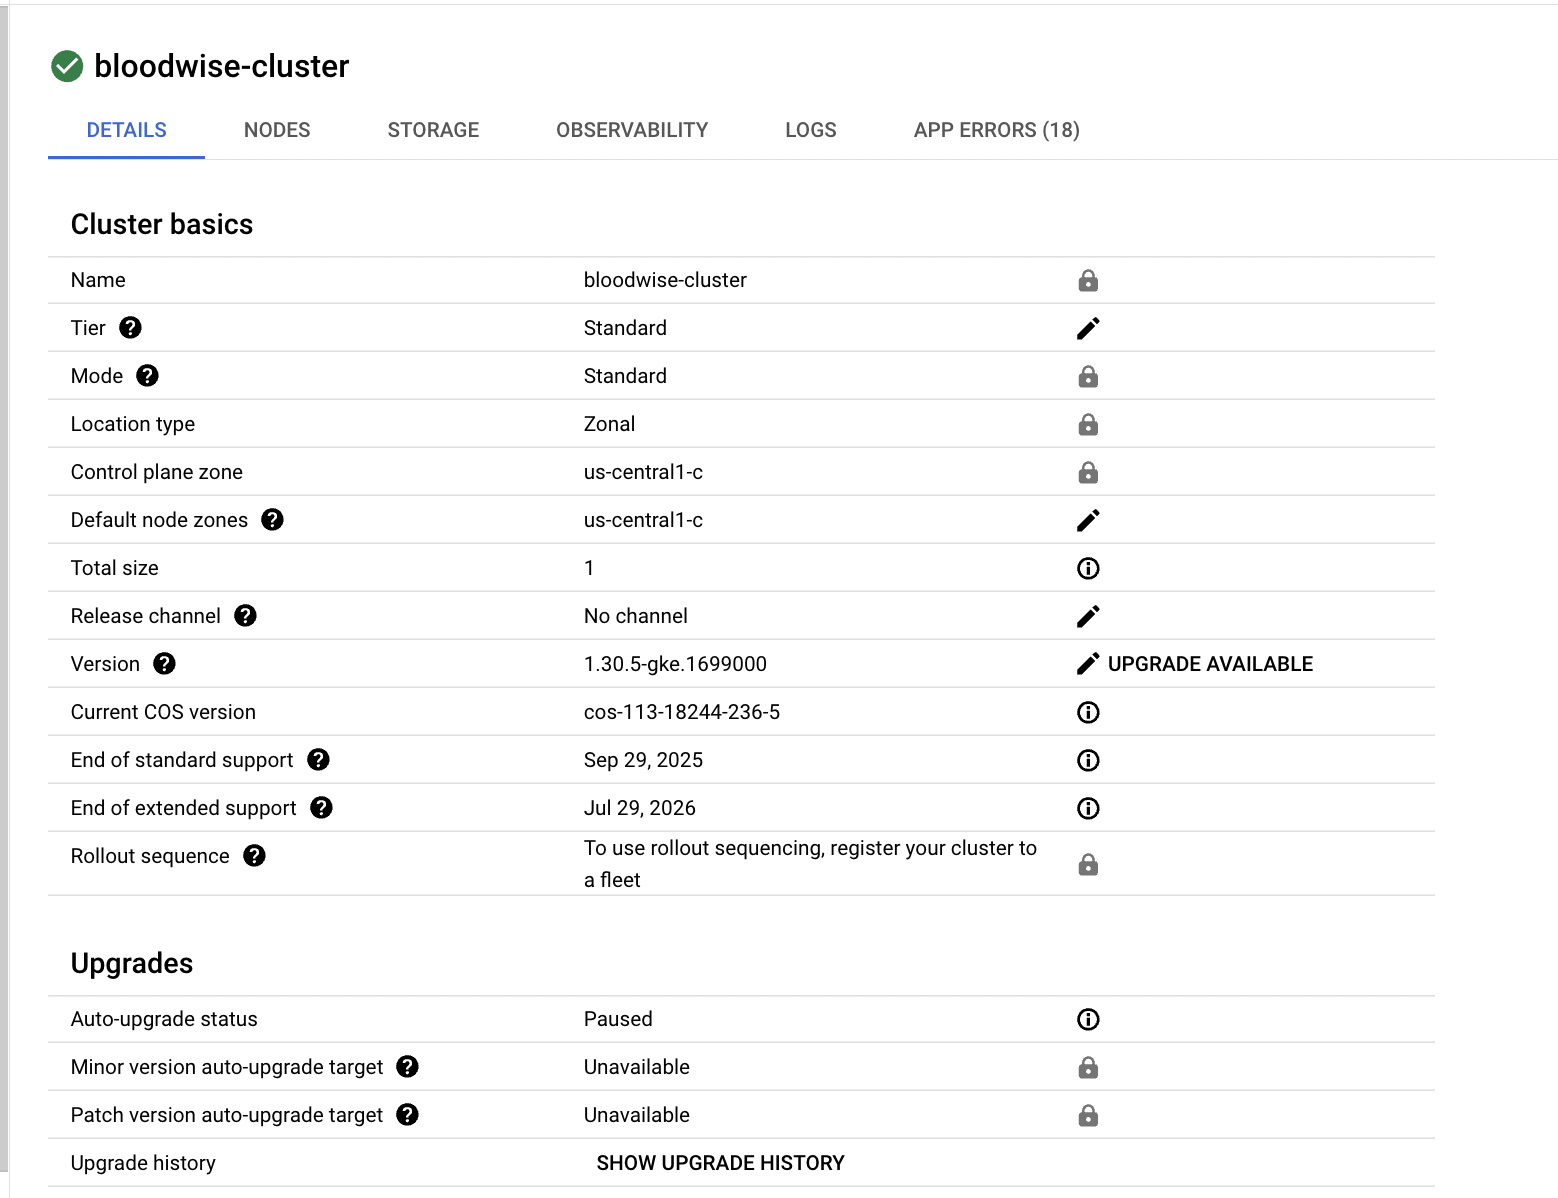 bloodwise-cluster
DETAILS NODES STORAGE OBSERVABILITY LOGS APP ERRORS (18)
Cluster basics
Name bloodwise-cluster
Tier Standard
Mode Standard
Location type Zonal
Control plane zone us-central1-c
Default node zones us-central1-c
Total size 1
Release channel No channel
Version 1.30.5-gke.1699000 UPGRADE AVAILABLE
Current COS version cos-113-18244-236-5
End of standard support Sep 29, 2025
End of extended support Jul 29, 2026
Rollout sequence To use rollout sequencing, register your cluster to
a fleet
Upgrades
Auto-upgrade status Paused
Minor version auto-upgrade target Unavailable
Patch version auto-upgrade target Unavailable
Upgrade history SHOW UPGRADE HISTORY